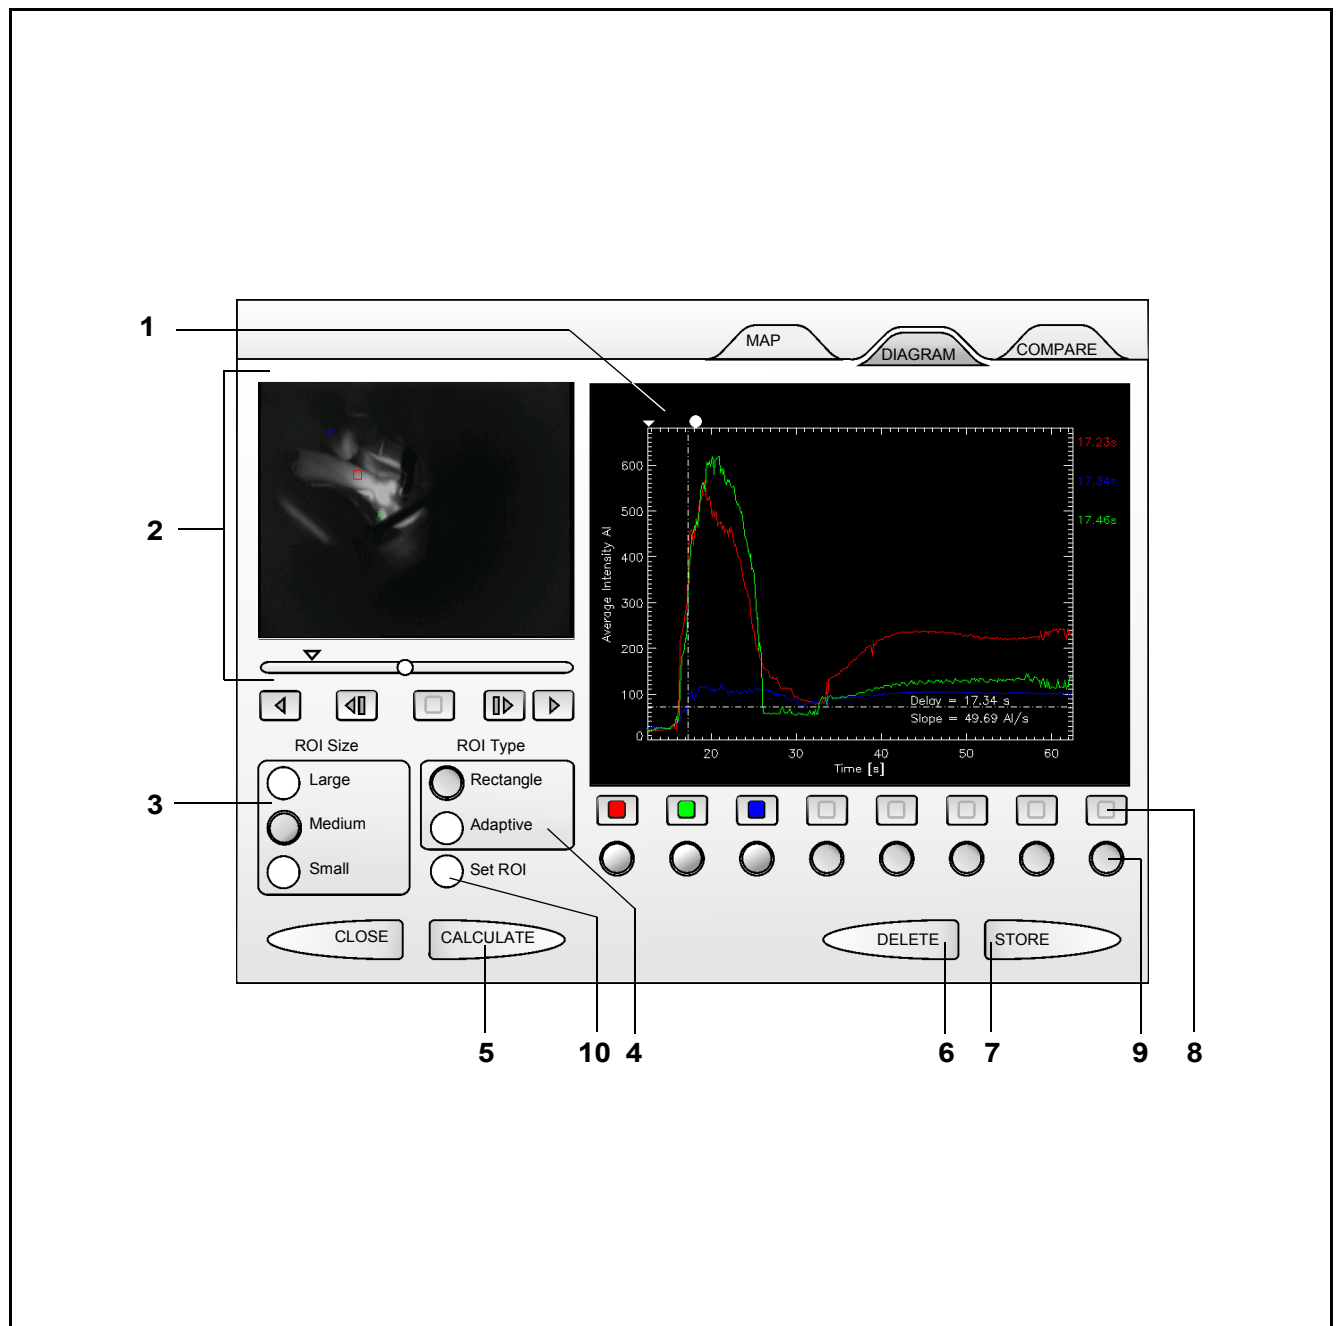 1
MAP
DIAGRAM
COMPARE
2
600
500
400
300
200
100
0
Average Intensity AI
17.23s
17.34s
17.46s
Delay = 17.34 s
Slope = 49.69 AI/s
20
30
40
50
60
Time [s]
ROI Size
ROI Type
Large
Rectangle
3
Medium
Adaptive
8
Small
Set ROI
9
CLOSE
CALCULATE
DELETE
STORE
5
10
4
6
7
9
8